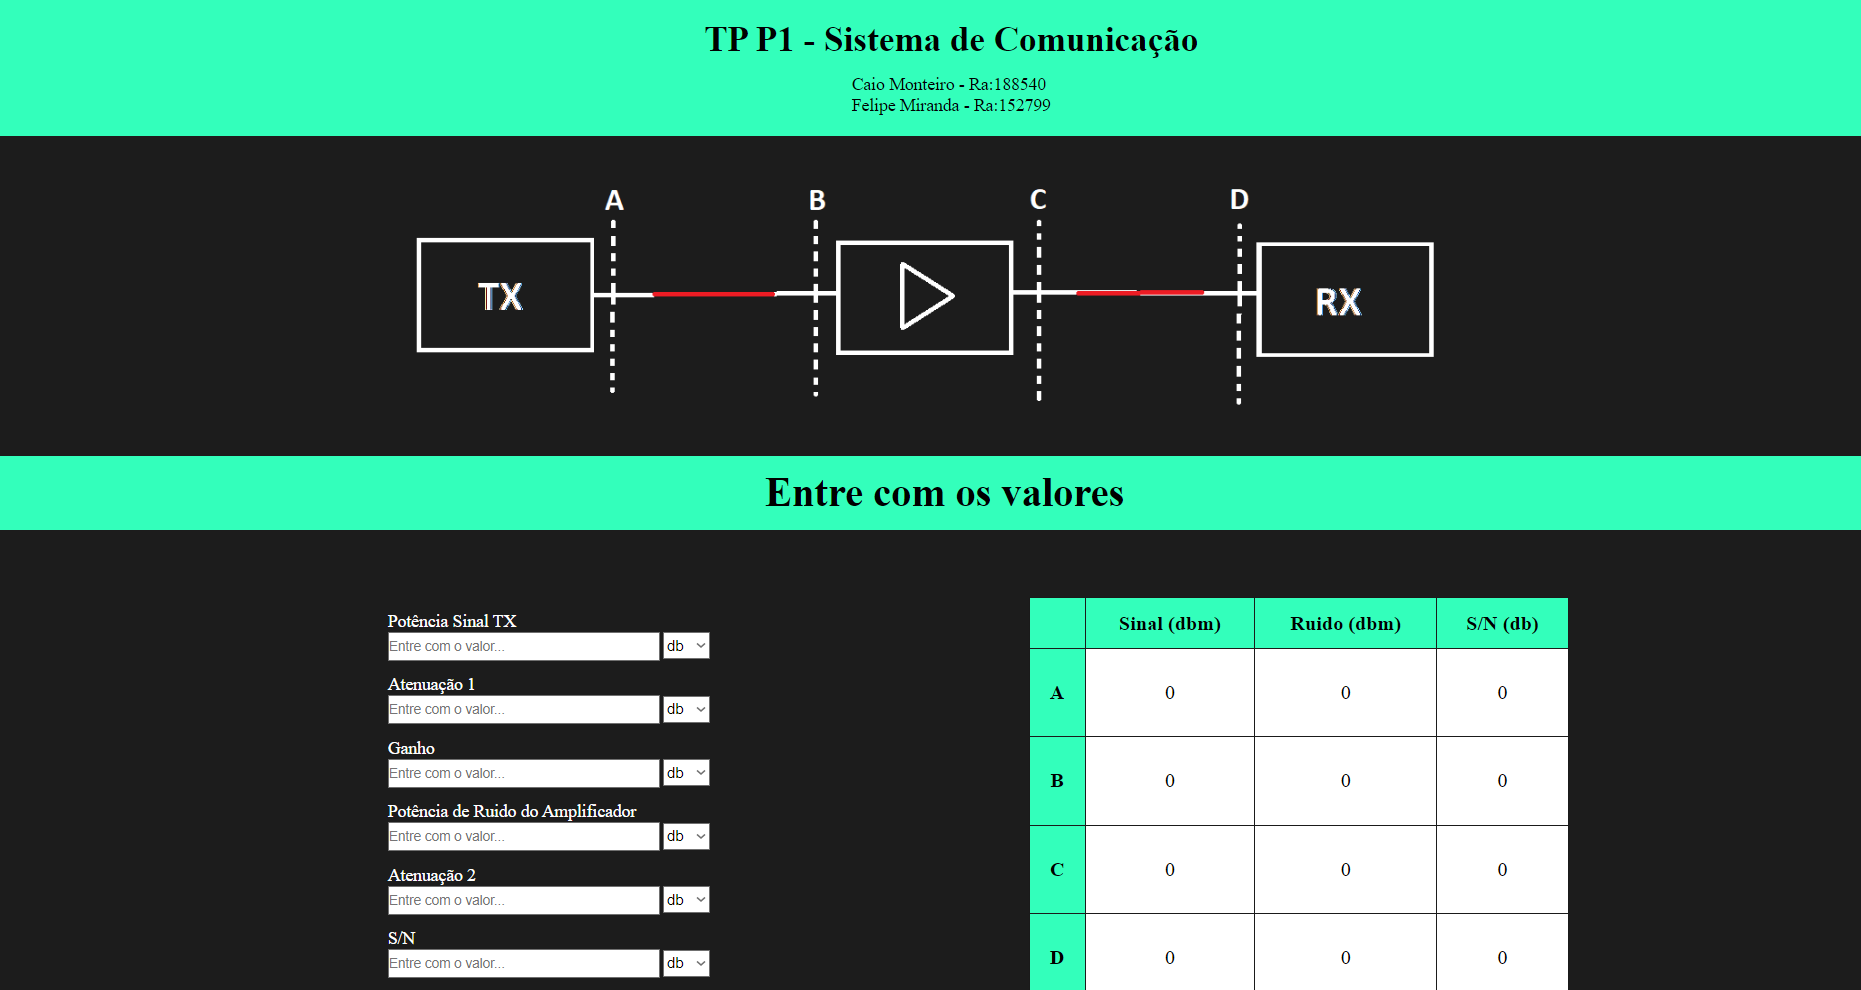 TP P1 - Sistema de Comunicação
Caio Monteiro - Ra:188540
Felipe Miranda - Ra:152799
A B C D
TX RX
Entre com os valores
Potência Sinal TX
Entre com o valor... db
Atenuação 1
Entre com o valor... db
Ganho
Entre com o valor... db
Potência de Ruido do Amplificador
Entre com o valor... db
Atenuação 2
Entre com o valor... db
S/N
Entre com o valor... db
Sinal (dbm) Ruido (dbm) S/N (db)
A 0 0 0
B 0 0 0
C 0 0 0
D 0 0 0